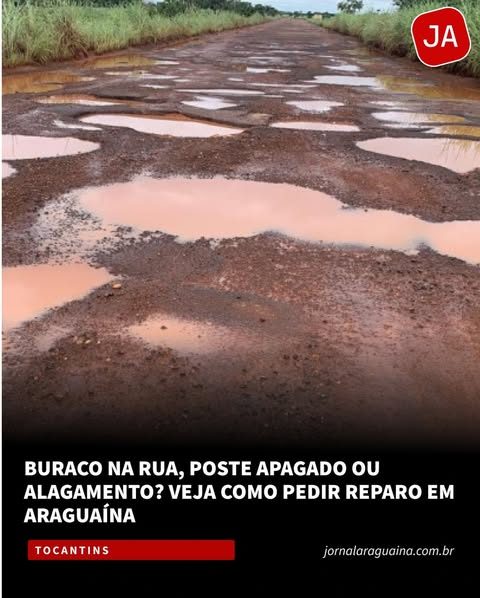 JA
BURACO NA RUA, POSTE APAGADO OU
ALAGAMENTO? VEJA COMO PEDIR REPARO EM
ARAGUAÍNA
TOCANTINS
jornalaraguaina.com.br